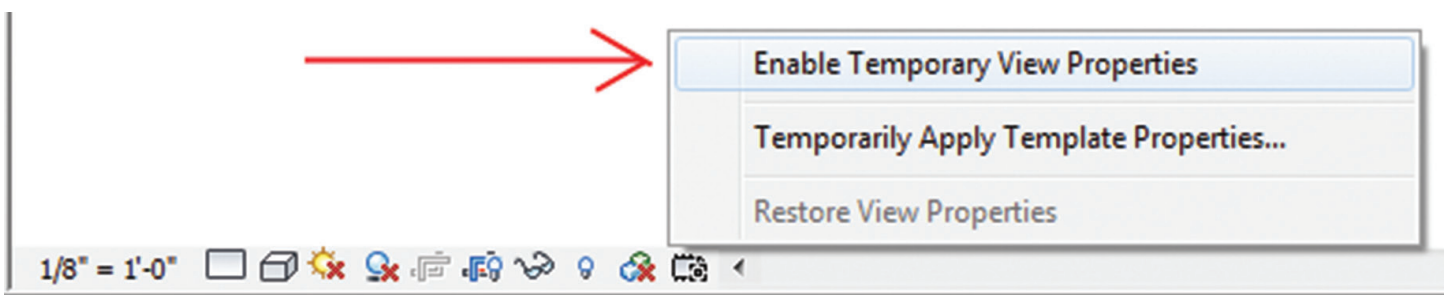 Enable Temporary View Properties
Temporarily Apply Template Properties...
Restore View Properties
1/8" = 1'-0"